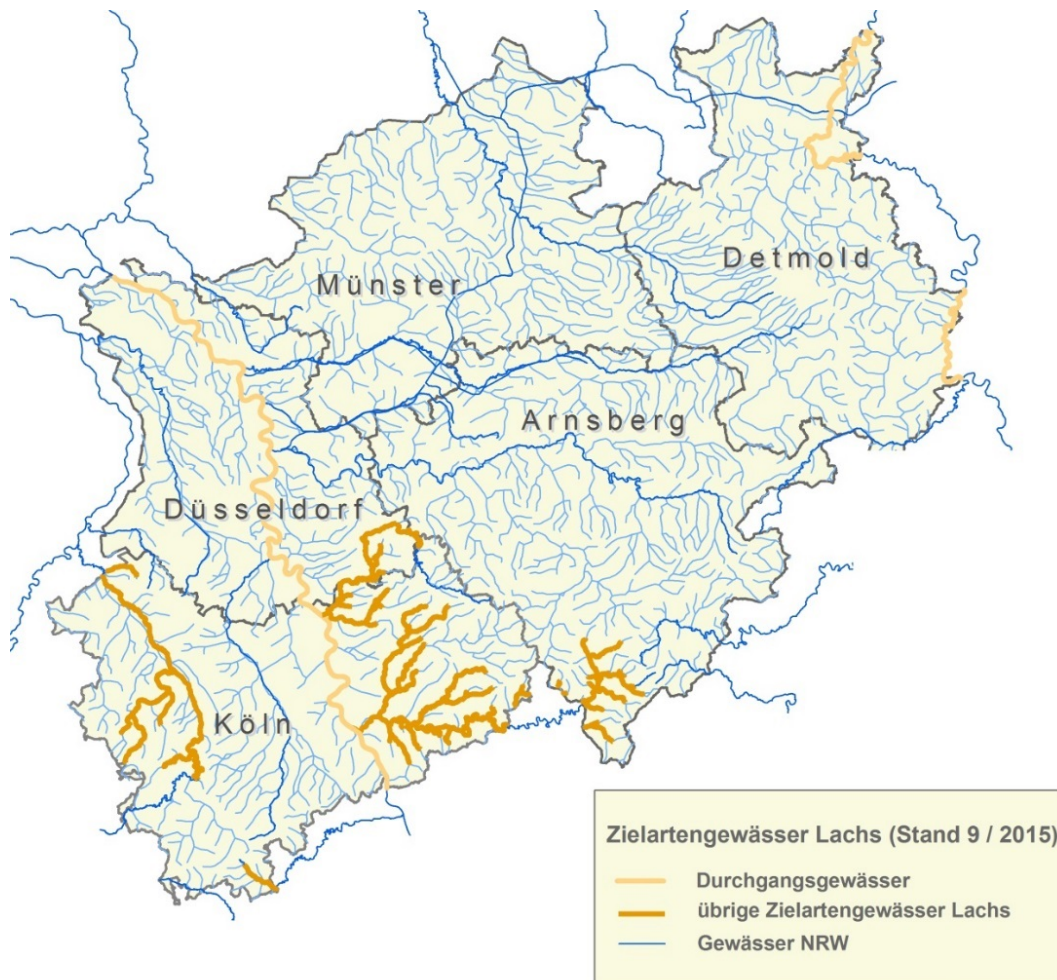 Münster
Detmold
Arnsberg
Düsseldorf
Köln
Zielartengewässer Lachs (Stand 9 / 2015)
Durchgangsgewässer
übrige Zielartengewässer Lachs
Gewässer NRW